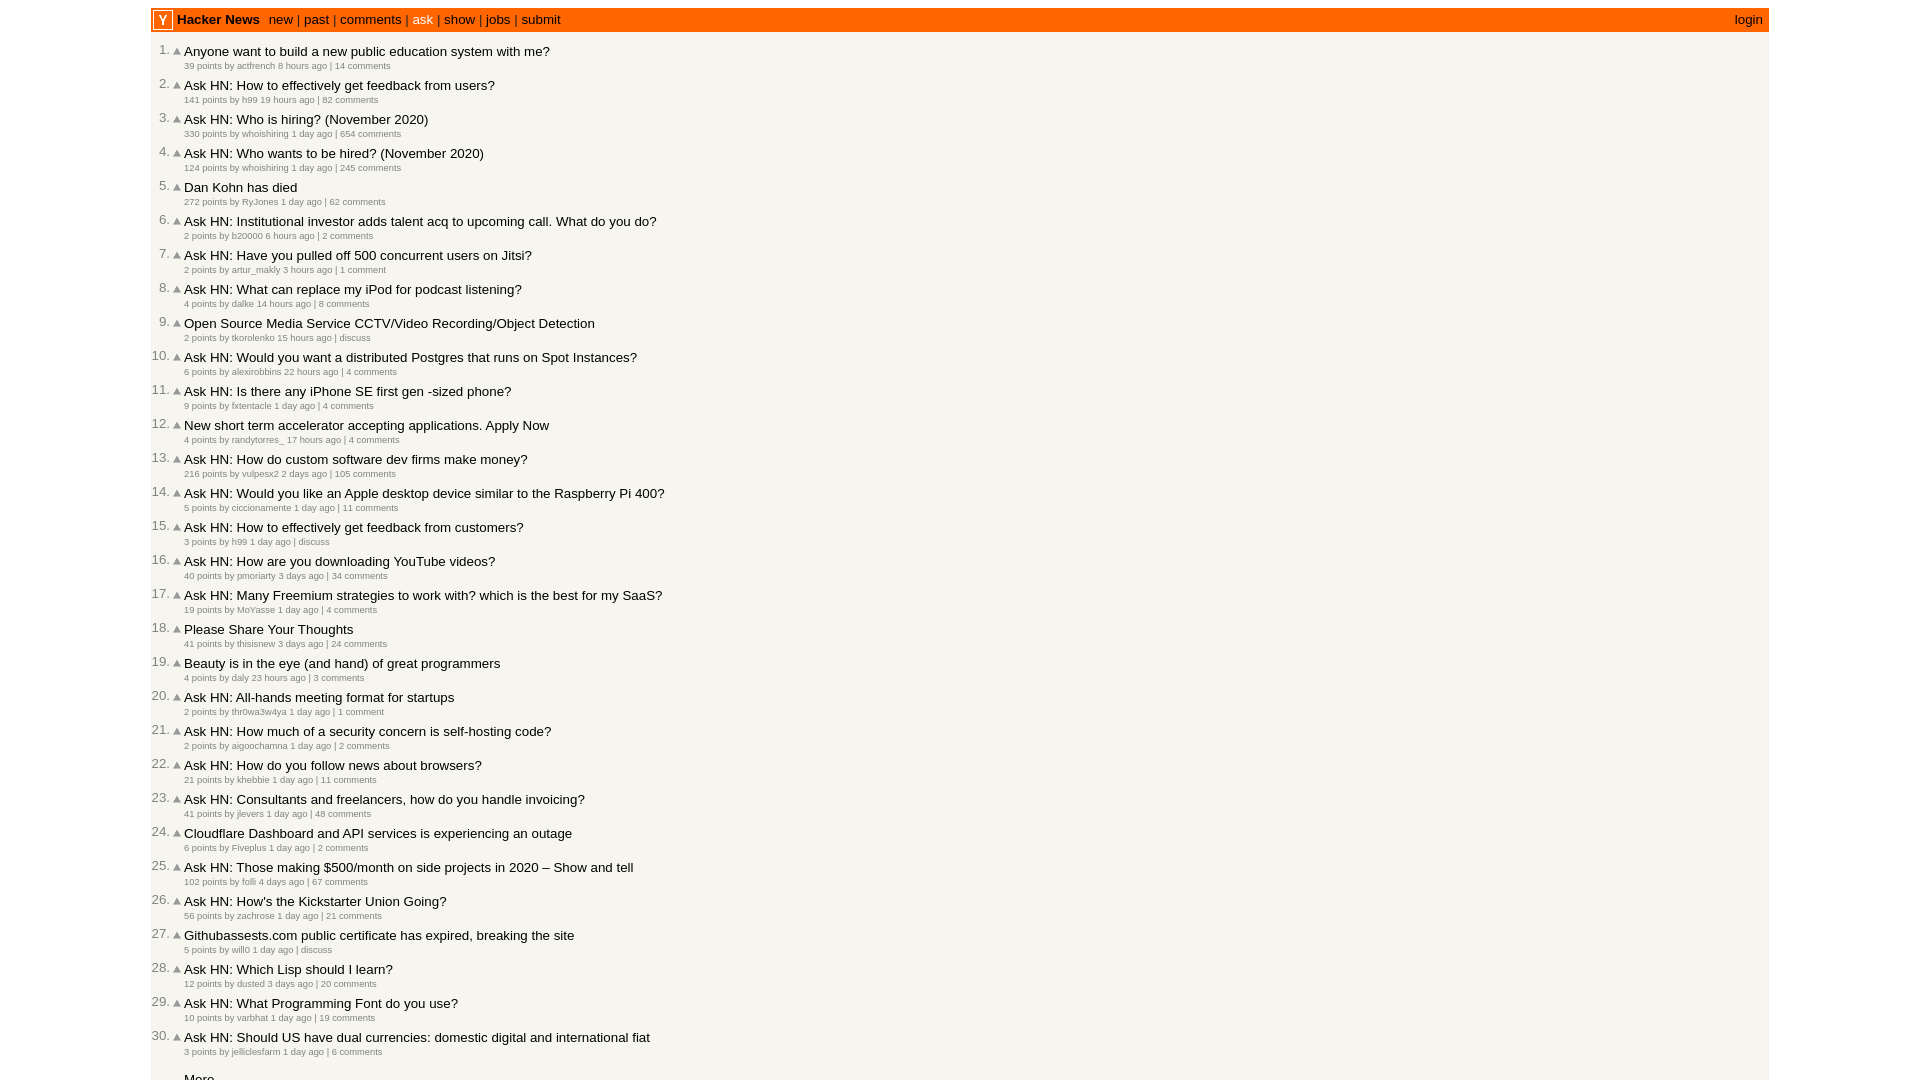 Y Hacker News new | past | comments | ask | show | jobs | submit login
1. Anyone want to build a new public education system with me?
39 points by actfrench 8 hours ago | 14 comments
2. Ask HN: How to effectively get feedback from users?
141 points by h99 19 hours ago | 82 comments
3. Ask HN: Who is hiring? (November 2020)
330 points by whoishiring 1 day ago | 654 comments
4. Ask HN: Who wants to be hired? (November 2020)
124 points by whoishiring 1 day ago | 245 comments
5. Dan Kohn has died
272 points by RyJones 1 day ago | 62 comments
6. Ask HN: Institutional investor adds talent acq to upcoming call. What do you do?
2 points by b20000 6 hours ago | 2 comments
7. Ask HN: Have you pulled off 500 concurrent users on Jitsi?
2 points by artur_makly 3 hours ago | 1 comment
8. Ask HN: What can replace my iPod for podcast listening?
4 points by dalke 14 hours ago | 8 comments
9. Open Source Media Service CCTV/Video Recording/Object Detection
2 points by tkorolenko 15 hours ago | discuss
10. Ask HN: Would you want a distributed Postgres that runs on Spot Instances?
6 points by alexirobbins 22 hours ago | 4 comments
11. Ask HN: Is there any iPhone SE first gen -sized phone?
9 points by fxtentacle 1 day ago | 4 comments
12. New short term accelerator accepting applications. Apply Now
4 points by randytorres_ 17 hours ago | 4 comments
13. Ask HN: How do custom software dev firms make money?
216 points by vulpesx2 2 days ago | 105 comments
14. Ask HN: Would you like an Apple desktop device similar to the Raspberry Pi 400?
5 points by ciccionamente 1 day ago | 11 comments
15. Ask HN: How to effectively get feedback from customers?
3 points by h99 1 day ago | discuss
16. Ask HN: How are you downloading YouTube videos?
40 points by pmoriarty 3 days ago | 34 comments
17. Ask HN: Many Freemium strategies to work with? which is the best for my SaaS?
19 points by MoYasse 1 day ago | 4 comments
18. Please Share Your Thoughts
41 points by thisisnew 3 days ago | 24 comments
19. Beauty is in the eye (and hand) of great programmers
4 points by daly 23 hours ago | 3 comments
20. Ask HN: All-hands meeting format for startups
2 points by thr0wa3w4ya 1 day ago | 1 comment
21. Ask HN: How much of a security concern is self-hosting code?
2 points by aigoochamna 1 day ago | 2 comments
22. Ask HN: How do you follow news about browsers?
21 points by khebbie 1 day ago | 11 comments
23. Ask HN: Consultants and freelancers, how do you handle invoicing?
41 points by jlevers 1 day ago | 48 comments
24. Cloudflare Dashboard and API services is experiencing an outage
6 points by Fiveplus 1 day ago | 2 comments
25. Ask HN: Those making $500/month on side projects in 2020 – Show and tell
102 points by folli 4 days ago | 67 comments
26. Ask HN: How's the Kickstarter Union Going?
56 points by zachrose 1 day ago | 21 comments
27. Githubassests.com public certificate has expired, breaking the site
5 points by will0 1 day ago | discuss
28. Ask HN: Which Lisp should I learn?
12 points by dusted 3 days ago | 20 comments
29. Ask HN: What Programming Font do you use?
10 points by varbhat 1 day ago | 19 comments
30. Ask HN: Should US have dual currencies: domestic digital and international fiat
3 points by jelliclesfarm 1 day ago | 6 comments
More